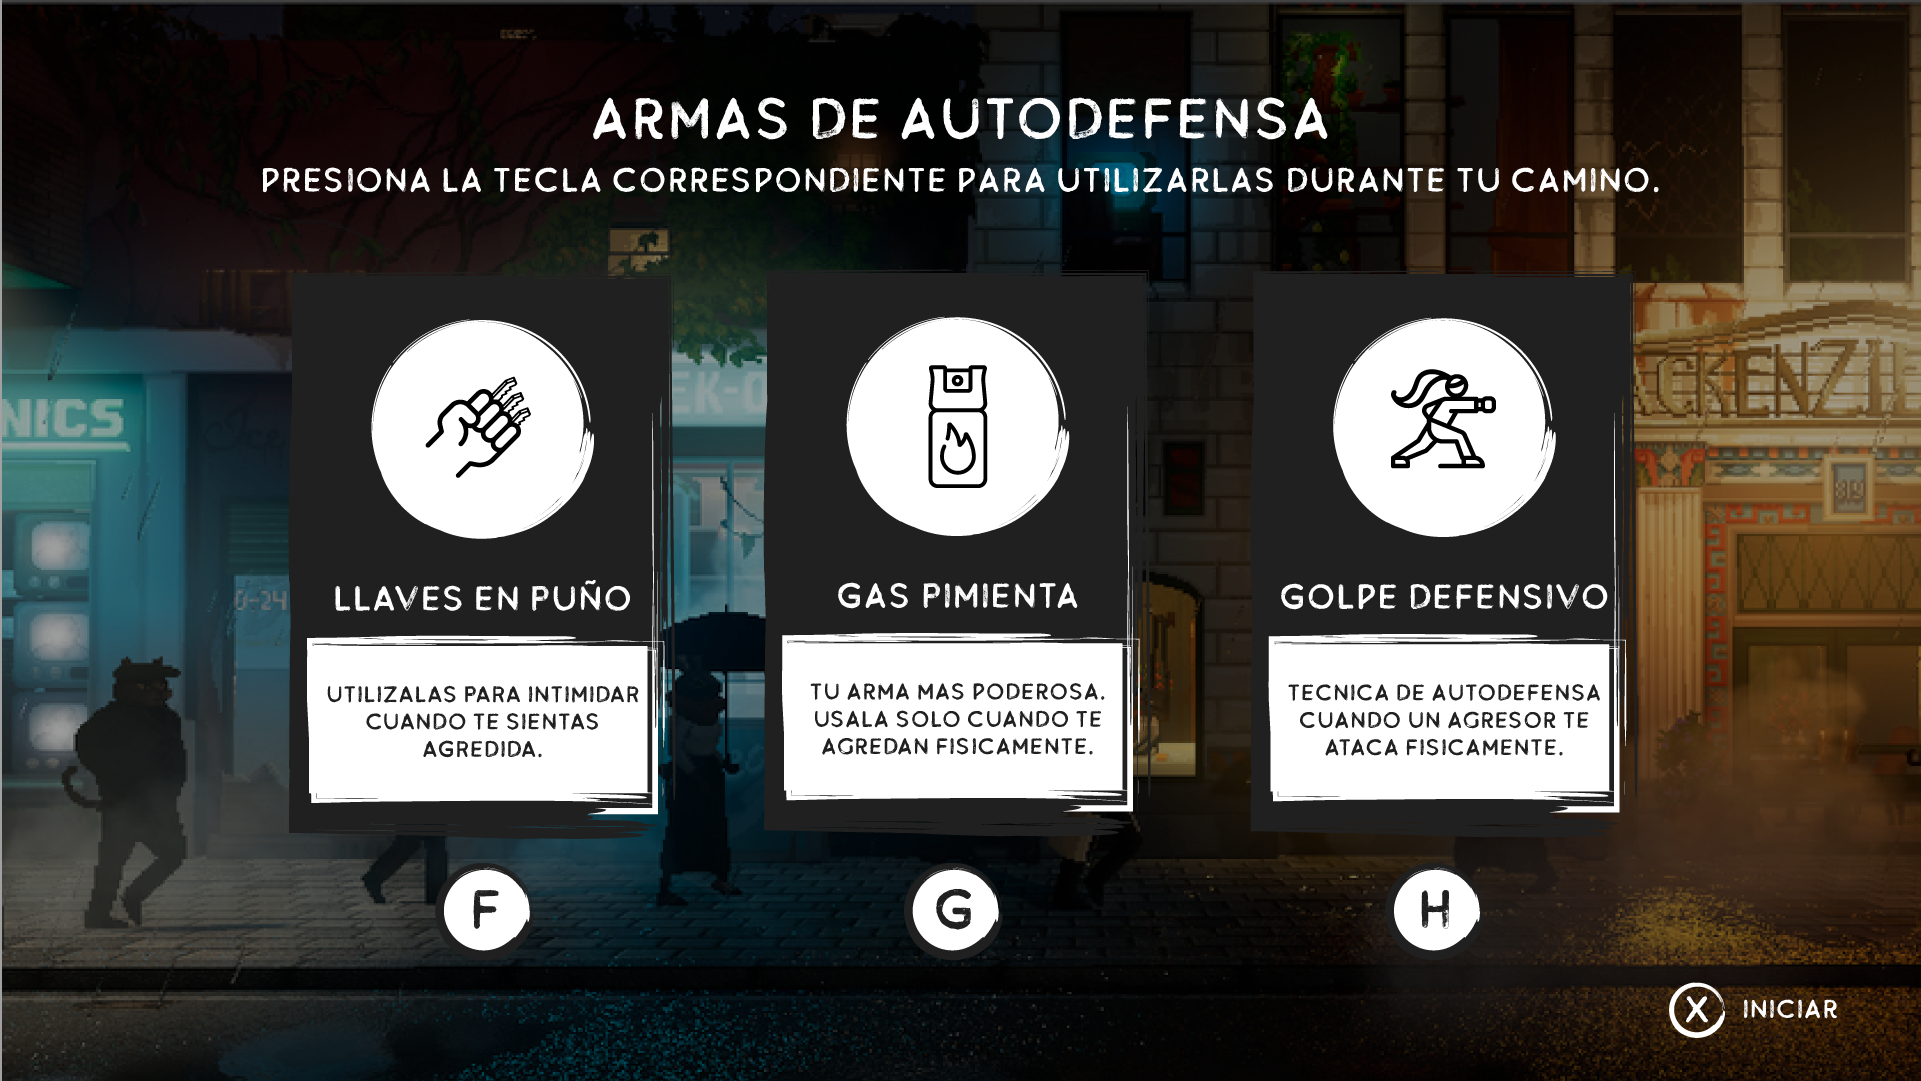 ARMAS DE AUTODEFENSA
PRESIONA LA TECLA CORRESPONDIENTE PARA UTILIZARLAS DURANTE TU CAMINO.
NICS
EK-
CKENZIE
0-24
89
LLAVES EN PUÑO
UTILIZALAS PARA INTIMIDAR
CUANDO TE SIENTAS
AGREDIDA.
F
GAS PIMIENTA
TU ARMA MAS PODEROSA.
USALA SOLO CUANDO TE
AGREDAN FISICAMENTE.
G
GOLPE DEFENSIVO
TECNICA DE AUTODEFENSA
CUANDO UN AGRESOR TE
ATACA FISICAMENTE.
H
X INICIAR